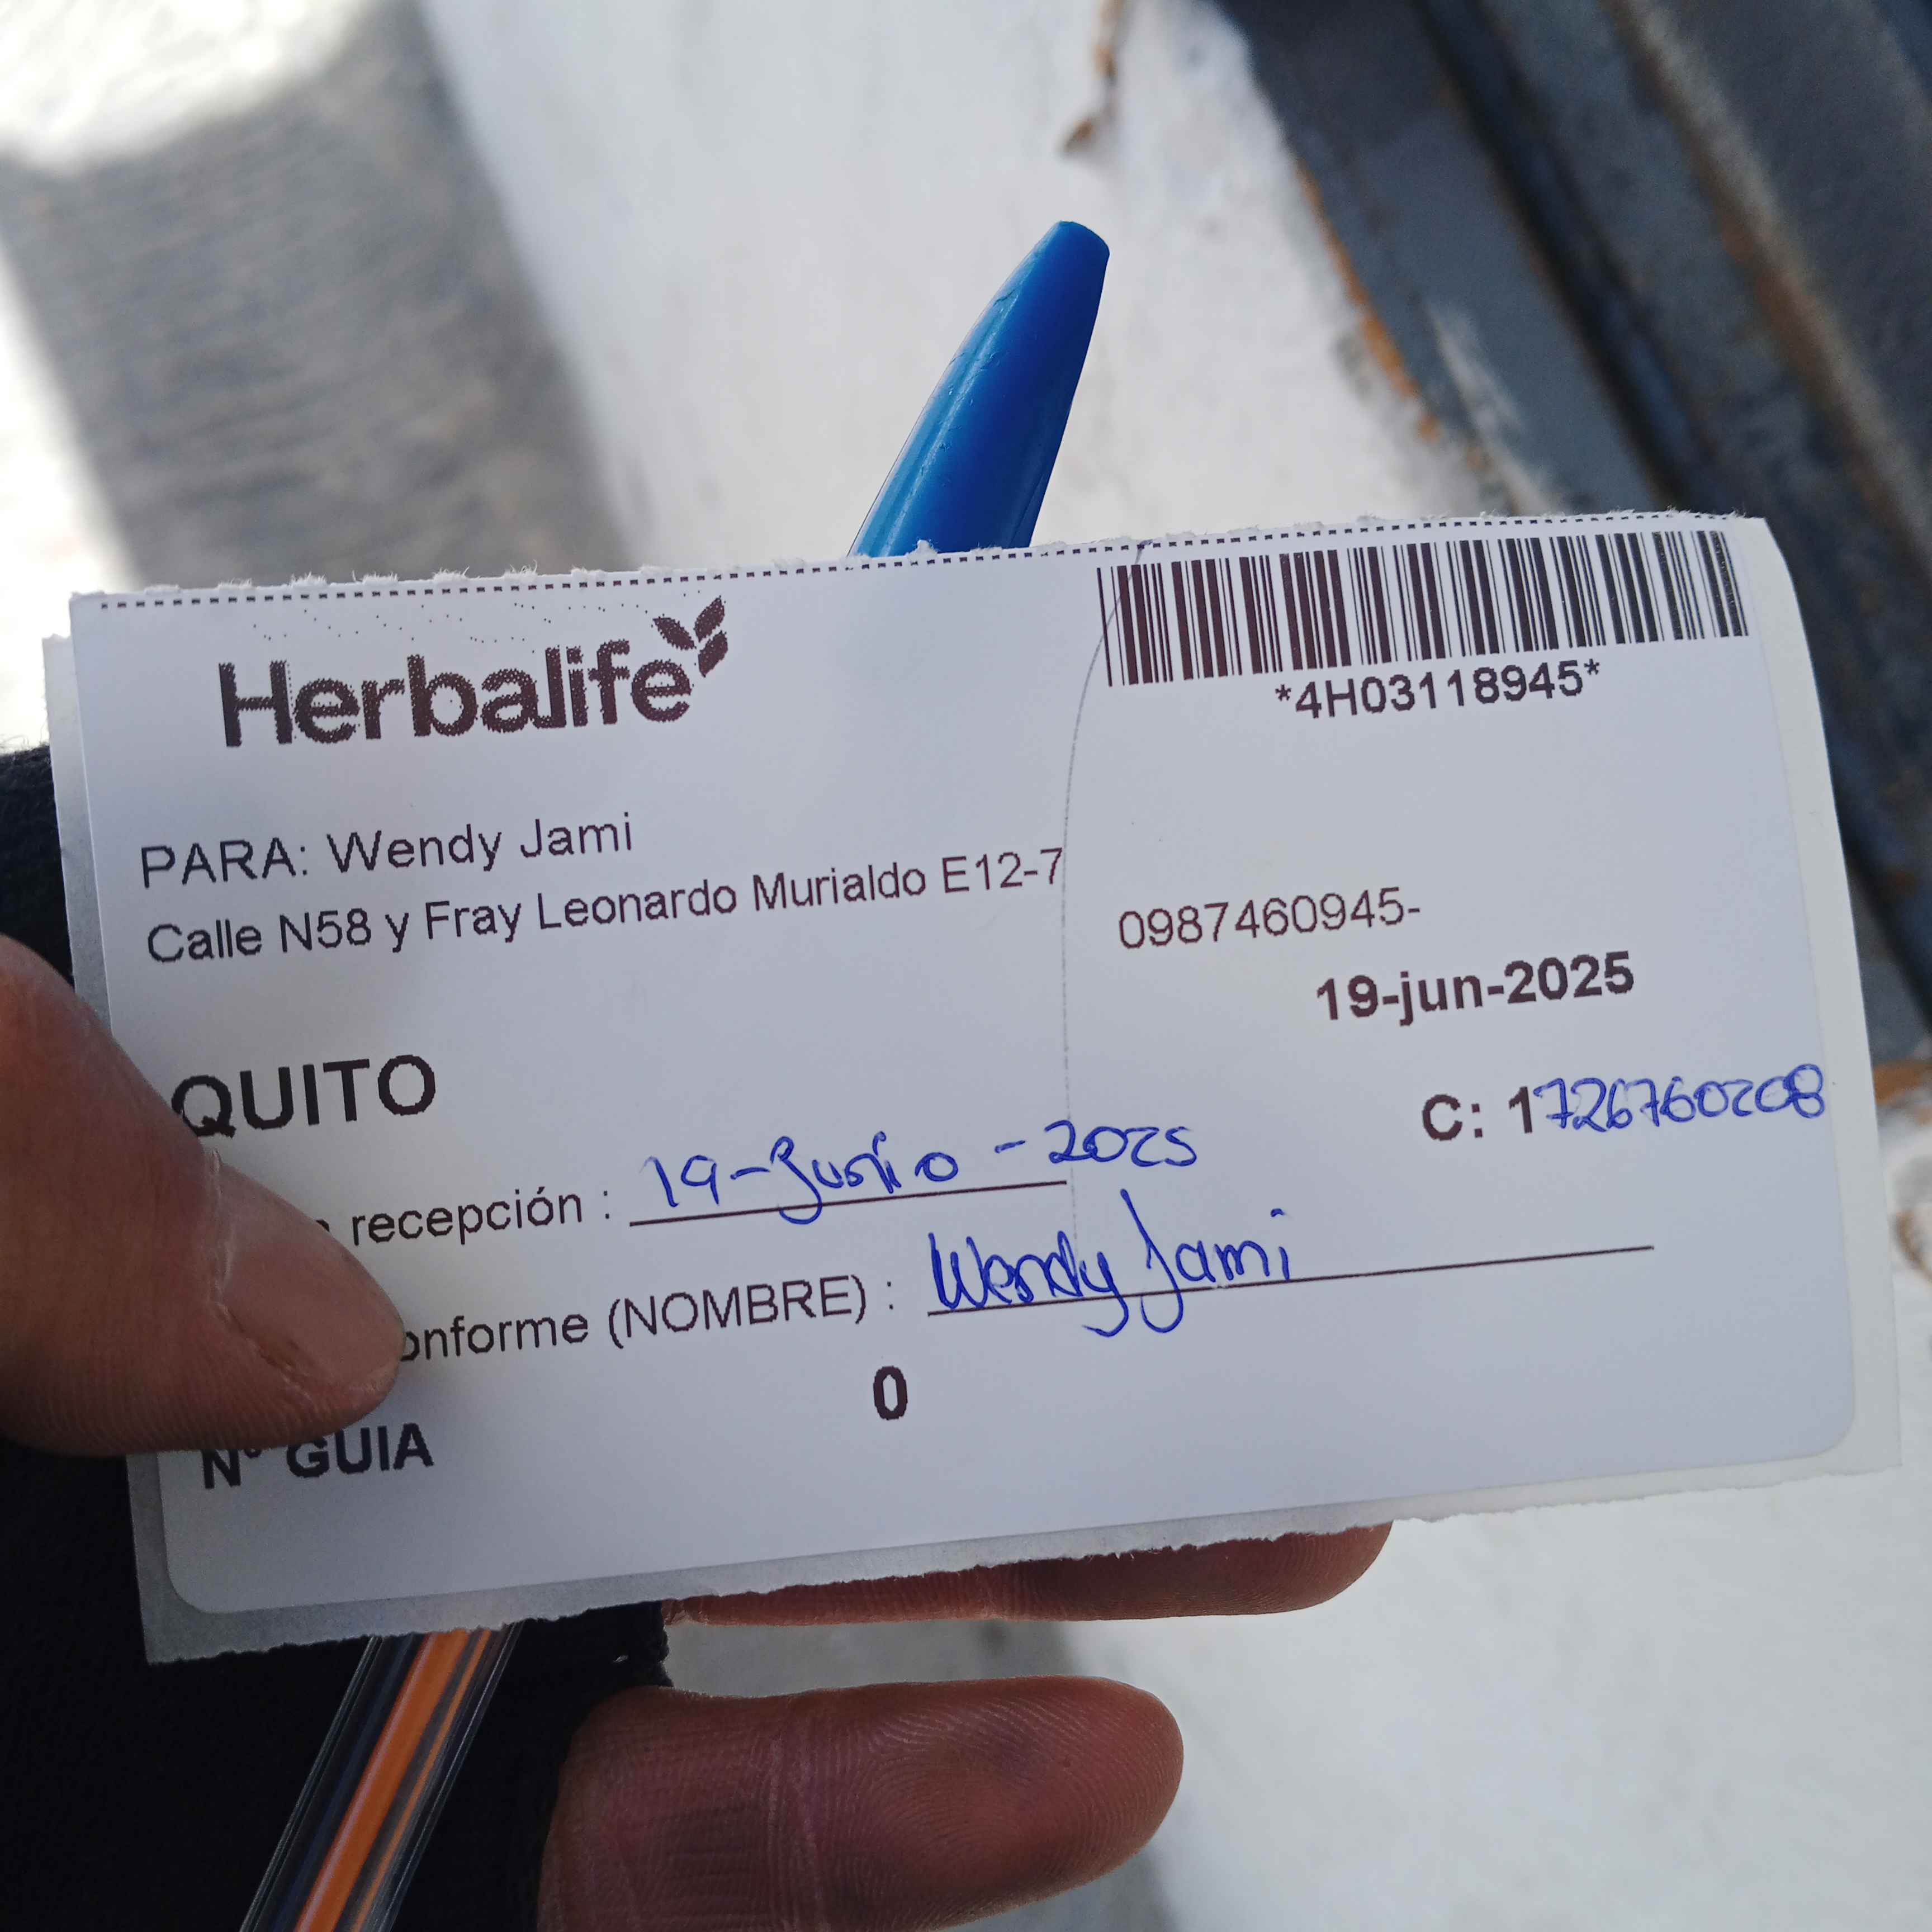 Herbalife
*4H03118945*
PARA: Wendy Jami
Calle N58 y Fray Leonardo Murialdo E12-7
0987460945-
19-jun-2025
QUITO
C: 1726760208
recepción : 19-Junio-2025
onforme (NOMBRE) : Wendy Jami
0
N° GUIA